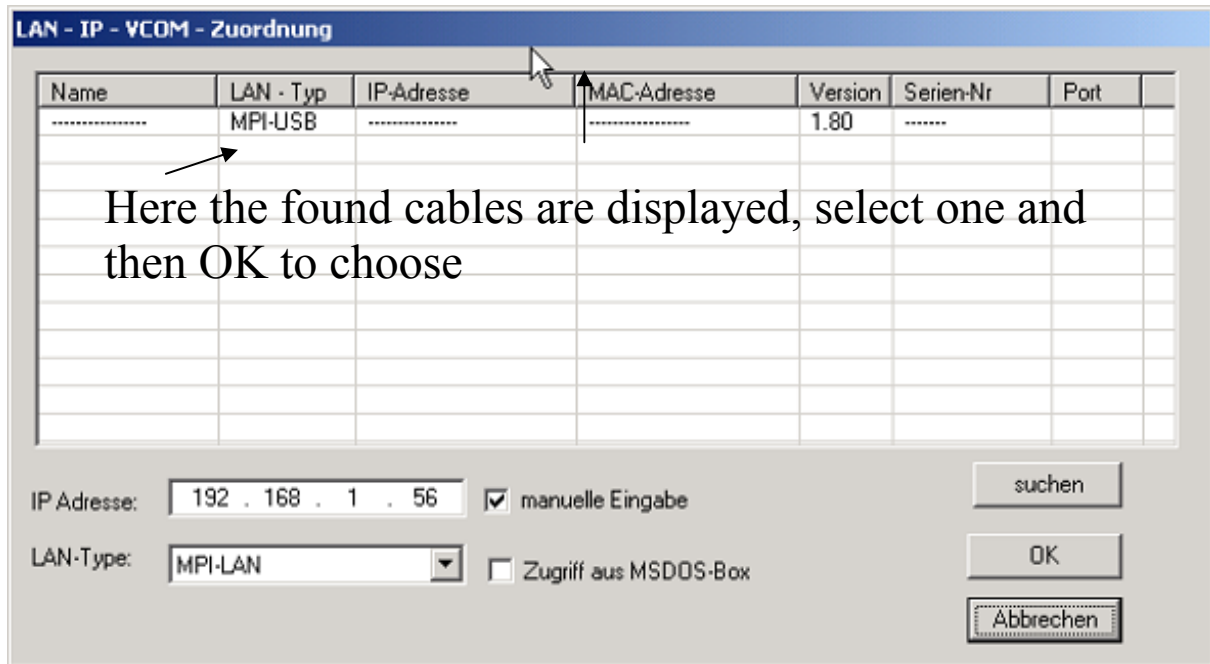 LAN - IP - VCOM - Zuordnung
Name LAN - Typ IP-Adresse MAC-Adresse Version Serien-Nr Port
---------------- MPI-USB --------------- ----------------- 1.80 -------
Here the found cables are displayed, select one and
then OK to choose
IP Adresse: 192 . 168 . 1 . 56 manuelle Eingabe suchen
LAN-Type: MPI-LAN Zugriff aus MSDOS-Box OK
Abbrechen